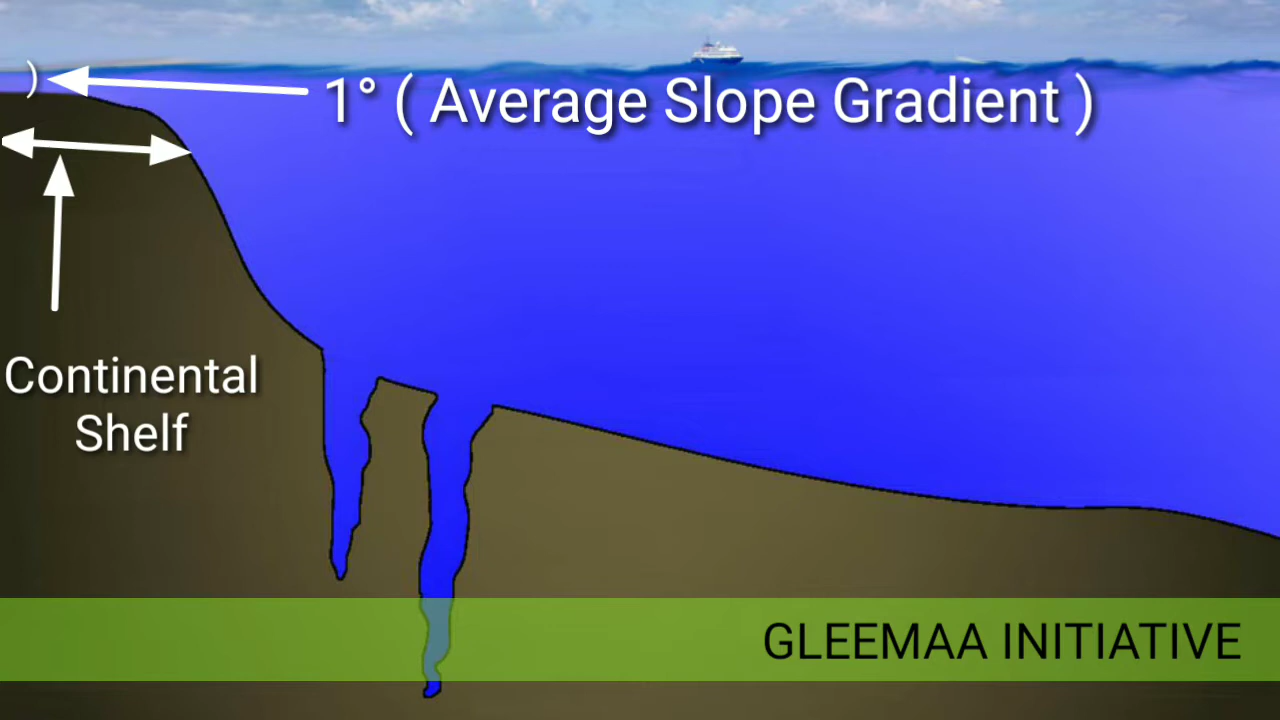 ) 1° ( Average Slope Gradient )
Continental
Shelf
GLEEMAA INITIATIVE